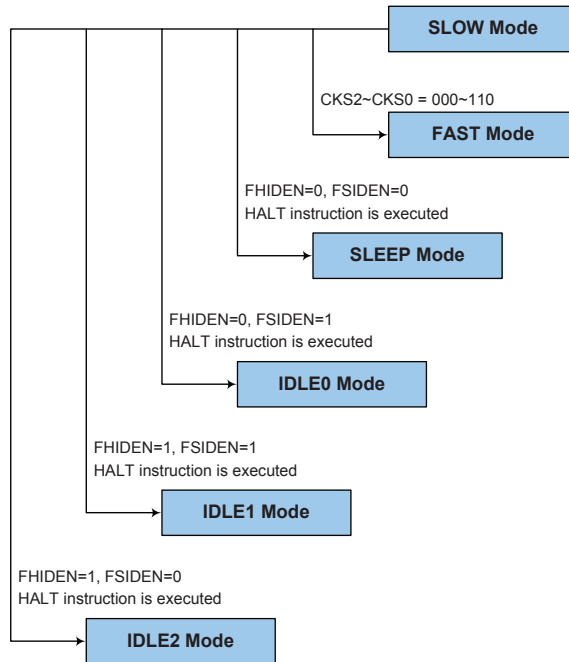 SLOW Mode
CKS2~CKS0 = 000~110
FAST Mode
FHIDEN=0, FSIDEN=0
HALT instruction is executed
SLEEP Mode
FHIDEN=0, FSIDEN=1
HALT instruction is executed
IDLE0 Mode
FHIDEN=1, FSIDEN=1
HALT instruction is executed
IDLE1 Mode
FHIDEN=1, FSIDEN=0
HALT instruction is executed
IDLE2 Mode